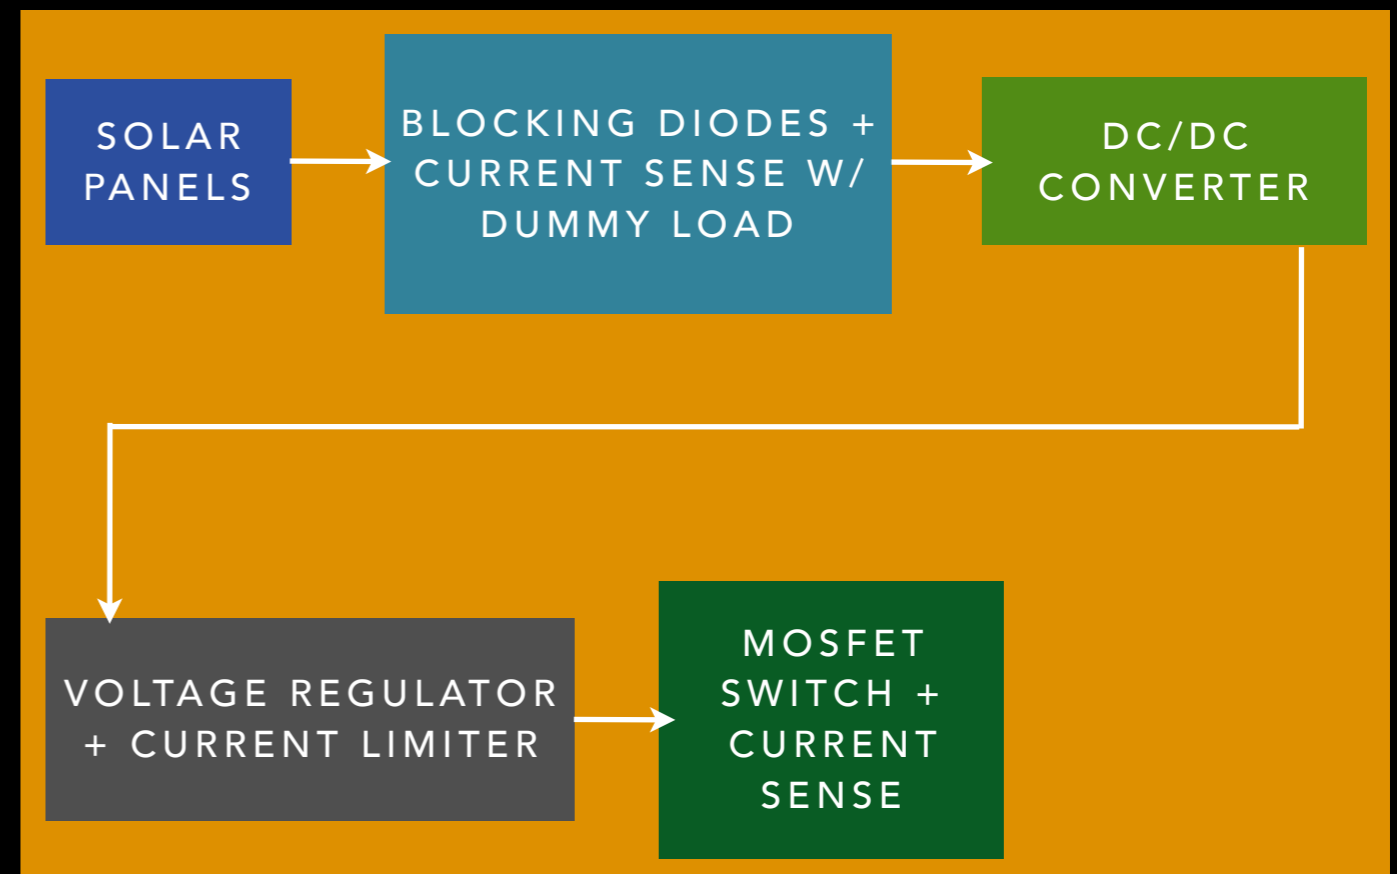 SOLAR
PANELS
BLOCKING DIODES +
CURRENT SENSE W/
DUMMY LOAD
DC/DC
CONVERTER
VOLTAGE REGULATOR
+ CURRENT LIMITER
MOSFET
SWITCH +
CURRENT
SENSE